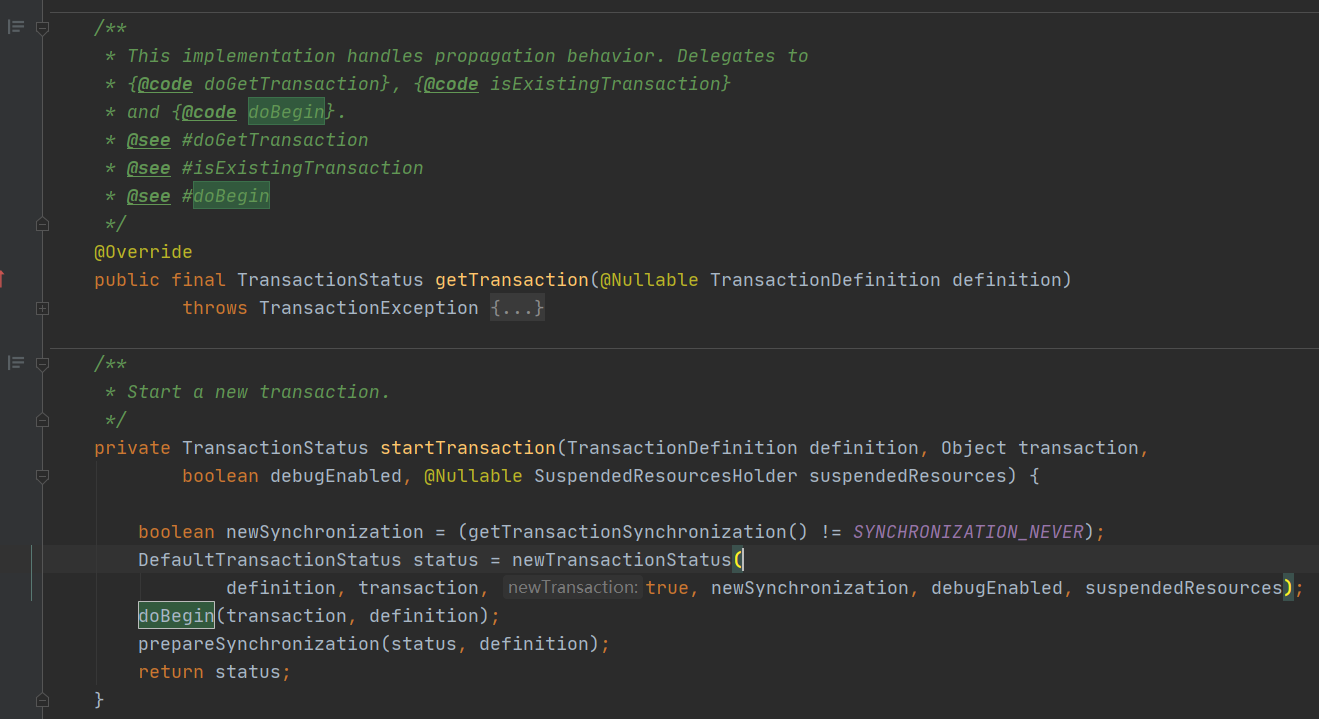 /**
 * This implementation handles propagation behavior. Delegates to
 * {@code doGetTransaction}, {@code isExistingTransaction}
 * and {@code doBegin}.
 * @see #doGetTransaction
 * @see #isExistingTransaction
 * @see #doBegin
 */
@Override
public final TransactionStatus getTransaction(@Nullable TransactionDefinition definition)
        throws TransactionException {...}
/**
 * Start a new transaction.
 */
private TransactionStatus startTransaction(TransactionDefinition definition, Object transaction,
        boolean debugEnabled, @Nullable SuspendedResourcesHolder suspendedResources) {
    boolean newSynchronization = (getTransactionSynchronization() != SYNCHRONIZATION_NEVER);
    DefaultTransactionStatus status = newTransactionStatus(
            definition, transaction, newTransaction: true, newSynchronization, debugEnabled, suspendedResources);
    doBegin(transaction, definition);
    prepareSynchronization(status, definition);
    return status;
}